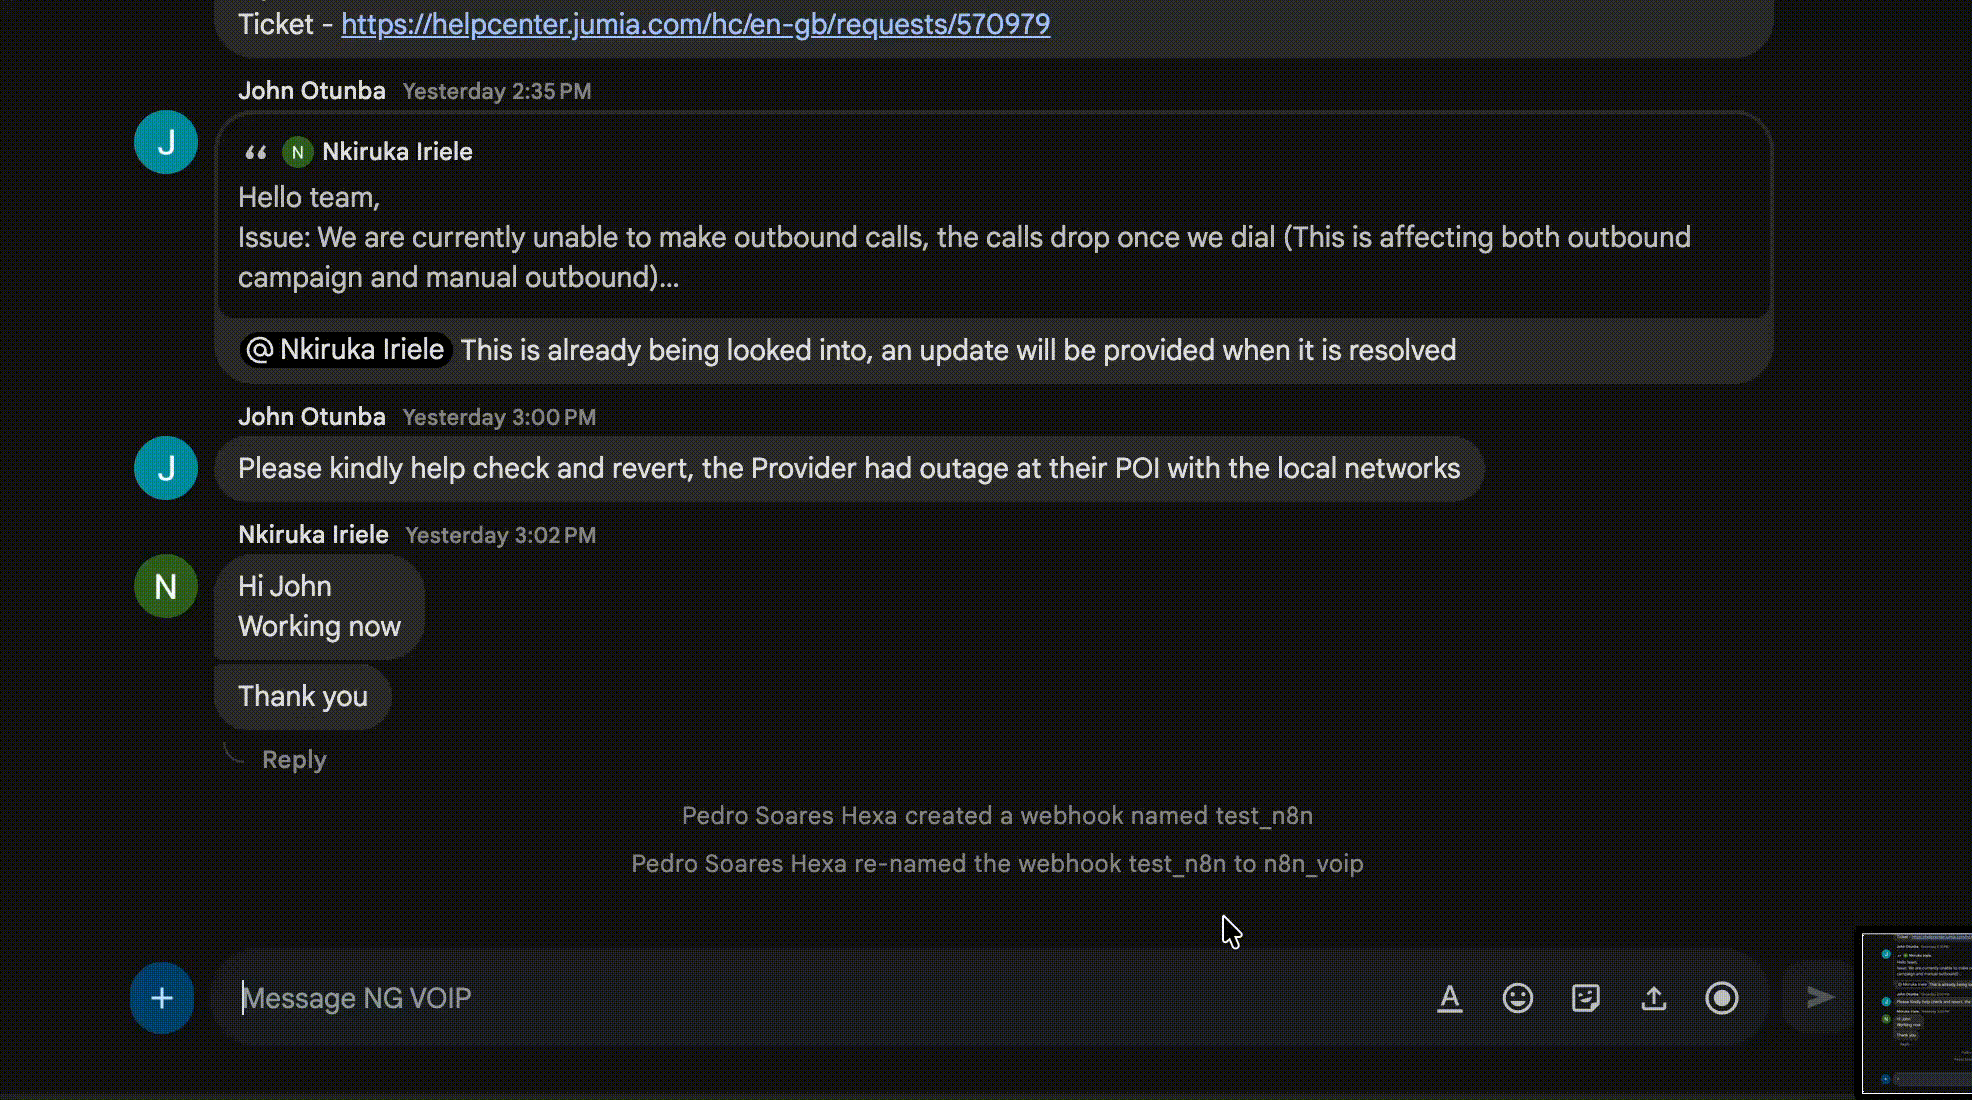 Ticket - https://helpcenter.jumia.com/hc/en-gb/requests/570979
John Otunba Yesterday 2:35 PM
J
“ N Nkiruka Iriele
Hello team,
Issue: We are currently unable to make outbound calls, the calls drop once we dial (This is affecting both outbound
campaign and manual outbound)...
@Nkiruka Iriele This is already being looked into, an update will be provided when it is resolved
John Otunba Yesterday 3:00 PM
J
Please kindly help check and revert, the Provider had outage at their POI with the local networks
Nkiruka Iriele Yesterday 3:02 PM
N
Hi John
Working now
Thank you
Reply
Pedro Soares Hexa created a webhook named test_n8n
Pedro Soares Hexa re-named the webhook test_n8n to n8n_voip
Message NG VOIP
A